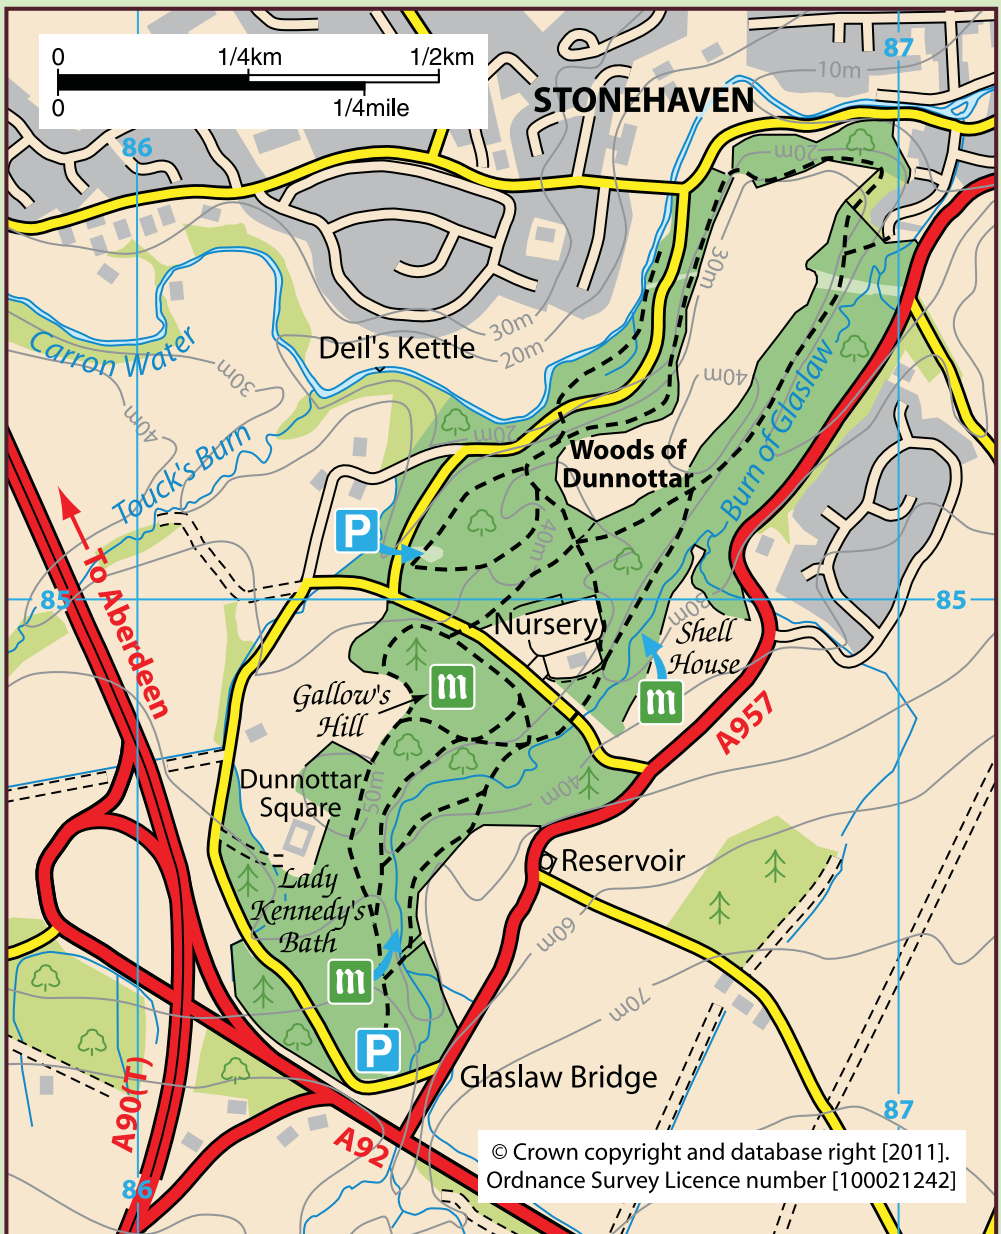 0 1/4km 1/2km
0 1/4mile
STONEHAVEN
87
10m
86
20m
30m
Carron Water
Deil's Kettle
30m
20m
30m
40m
40m
Touck's Burn
20m
Woods of
Dunnottar
Burn of Glaslaw
P
40m
To Aberdeen
85
85
30m
Nursery
Shell
House
m
m
Gallow's
Hill
A957
Dunnottar
Square
50m
40m
Reservoir
Lady
Kennedy's
Bath
60m
m
70m
P
Glaslaw Bridge
A90(T)
87
A92
86
© Crown copyright and database right [2011].
Ordnance Survey Licence number [100021242]